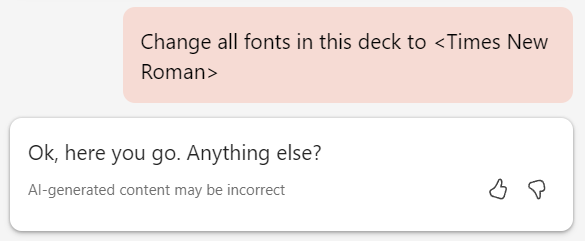 Change all fonts in this deck to <Times New
Roman>
Ok, here you go. Anything else?
AI-generated content may be incorrect